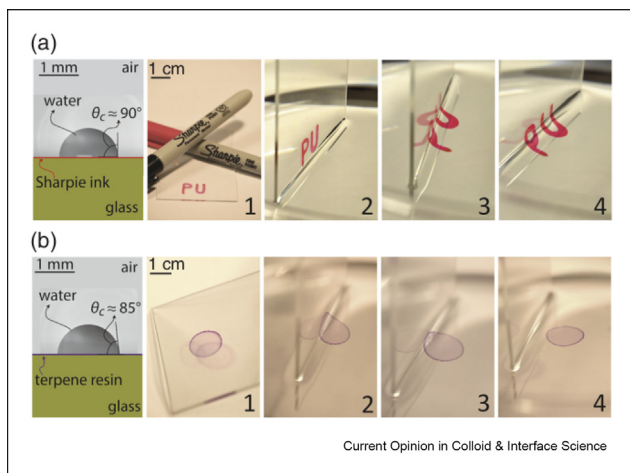 (a)
1 mm
air
water
θc≈90°
Sharpie ink
glass
1 cm
Sharpie
Sharpie
PU
1
PU
2
PU
3
PU
4
(b)
1 mm
air
water
θc≈85°
terpene resin
glass
1 cm
1
2
3
4
Current Opinion in Colloid & Interface Science